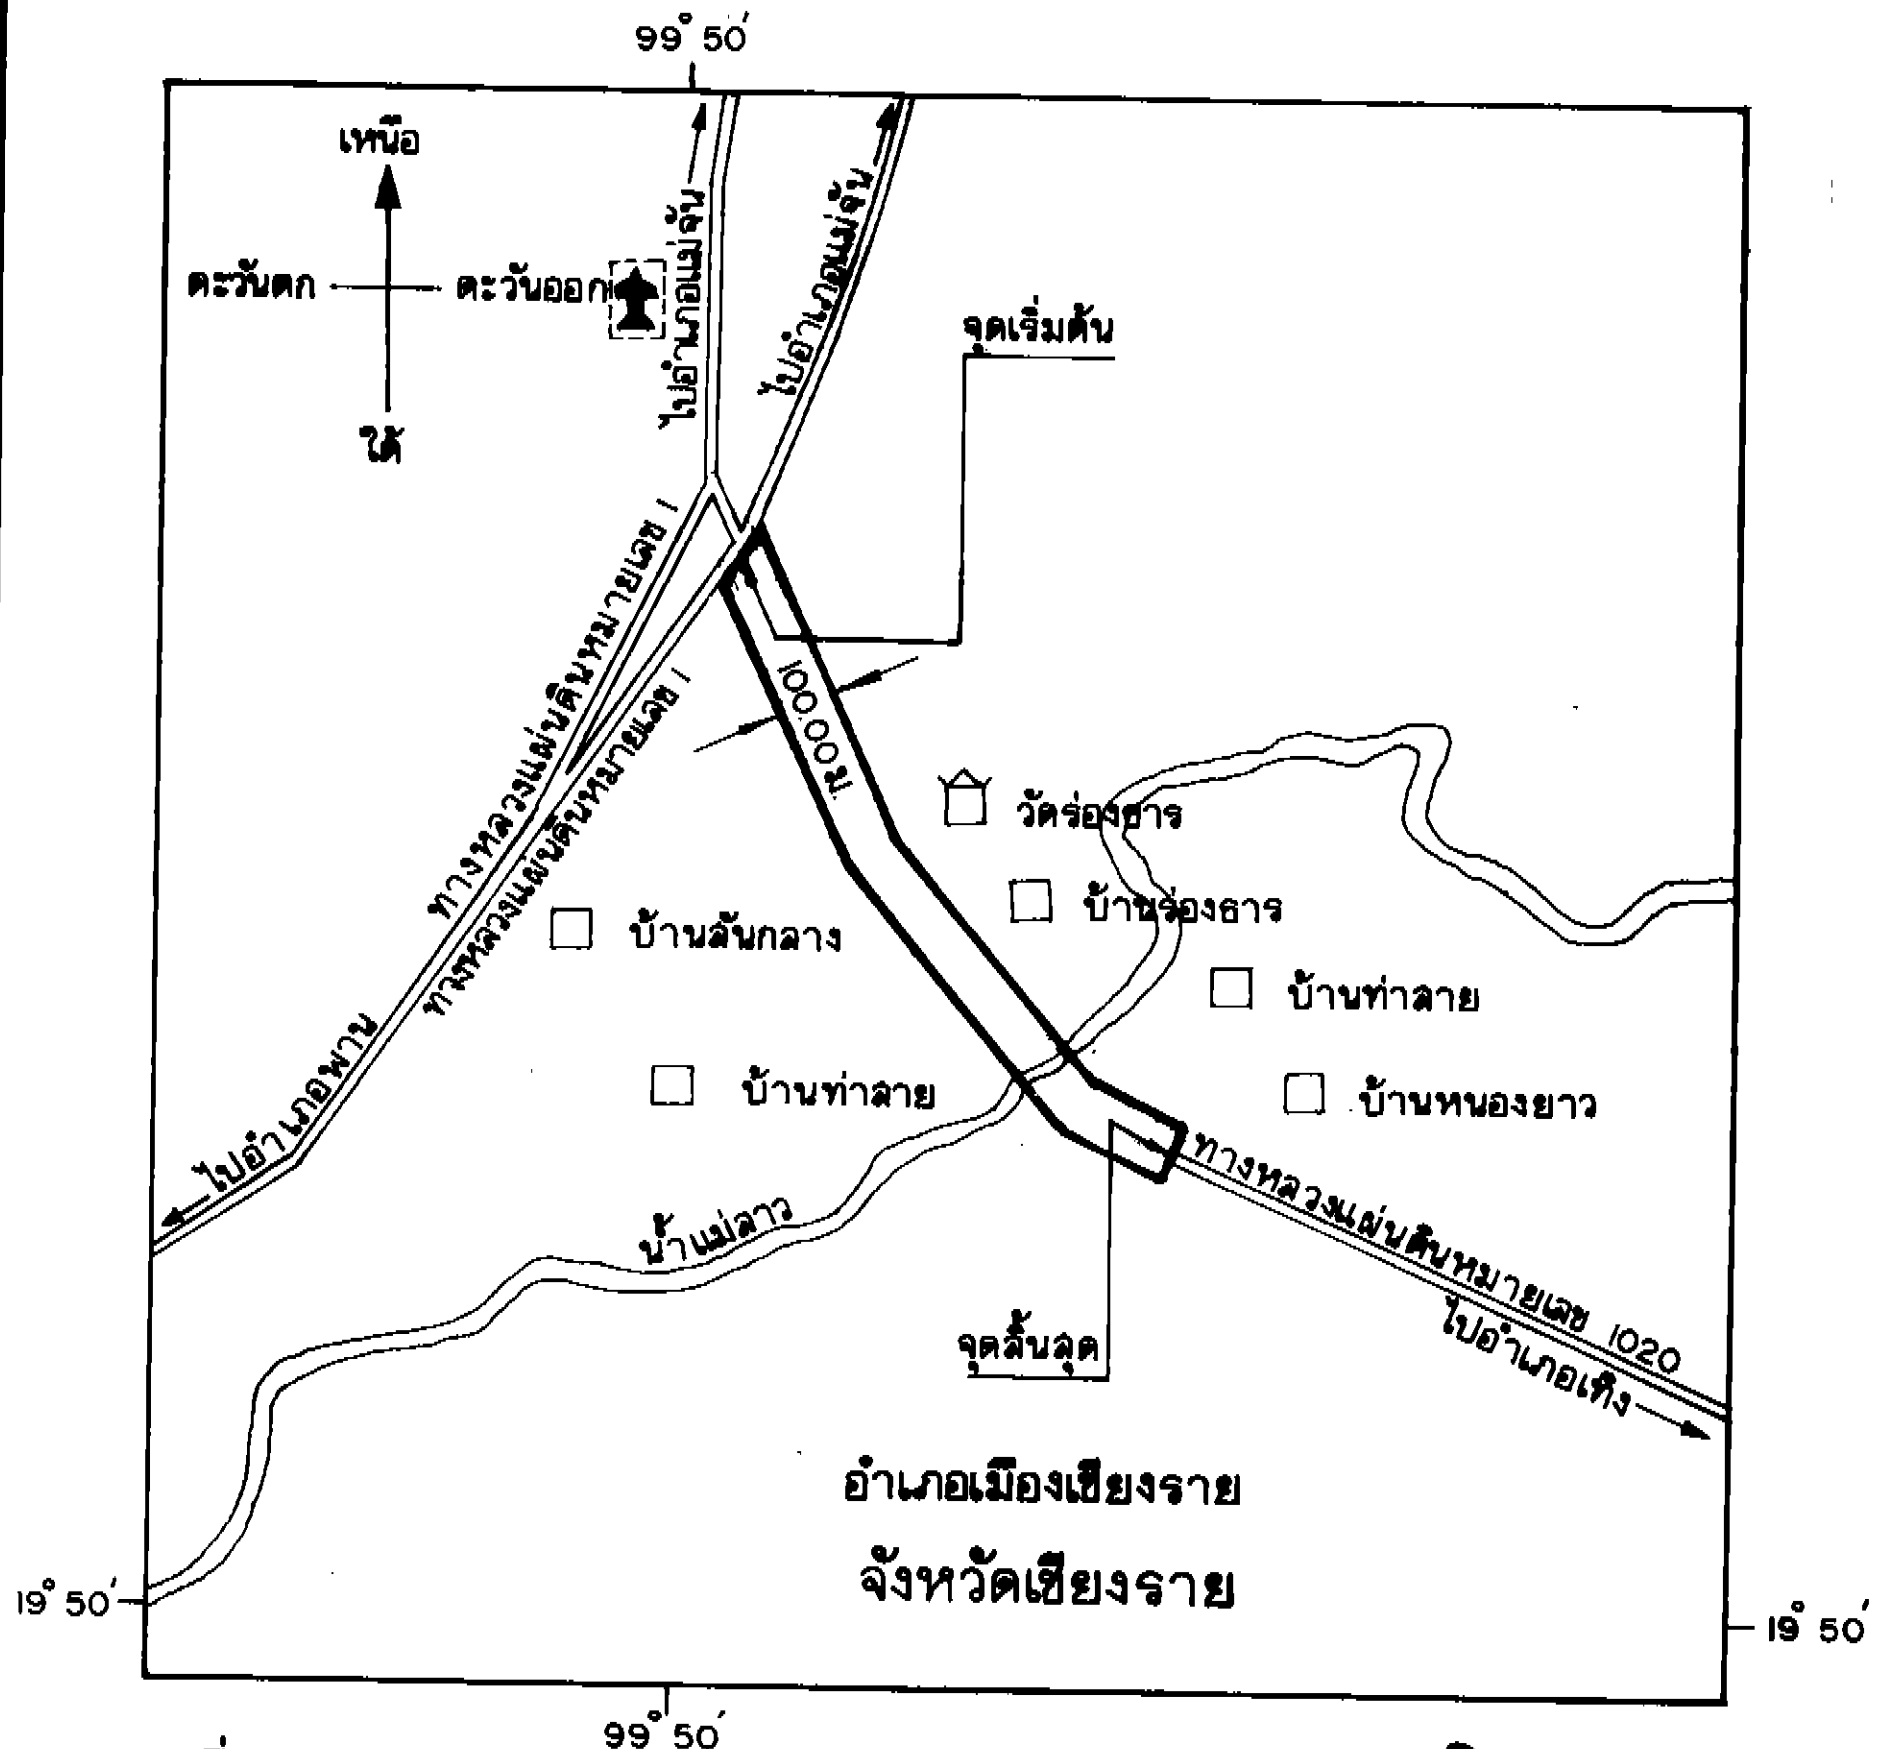 99° 50′
เหนือ
ตะวันตก
ตะวันออก
ใต้
ไปอำเภอแม่จัน
ไปอำเภอแม่จัน
จุดเริ่มต้น
ทางหลวงแผ่นดินหมายเลข 1
ทางหลวงแผ่นดินหมายเลข 1
100.00 ม.
วัดร่องธาร
บ้านร่องธาร
บ้านสันกลาง
บ้านท่าสาย
บ้านท่าสาย
บ้านหนองยาว
ไปอำเภอพาน
น้ำแม่ลาว
ทางหลวงแผ่นดินหมายเลข 1020
ไปอำเภอเทิง
จุดสิ้นสุด
อำเภอเมืองเชียงราย
จังหวัดเชียงราย
19° 50′
19° 50′
99° 50′